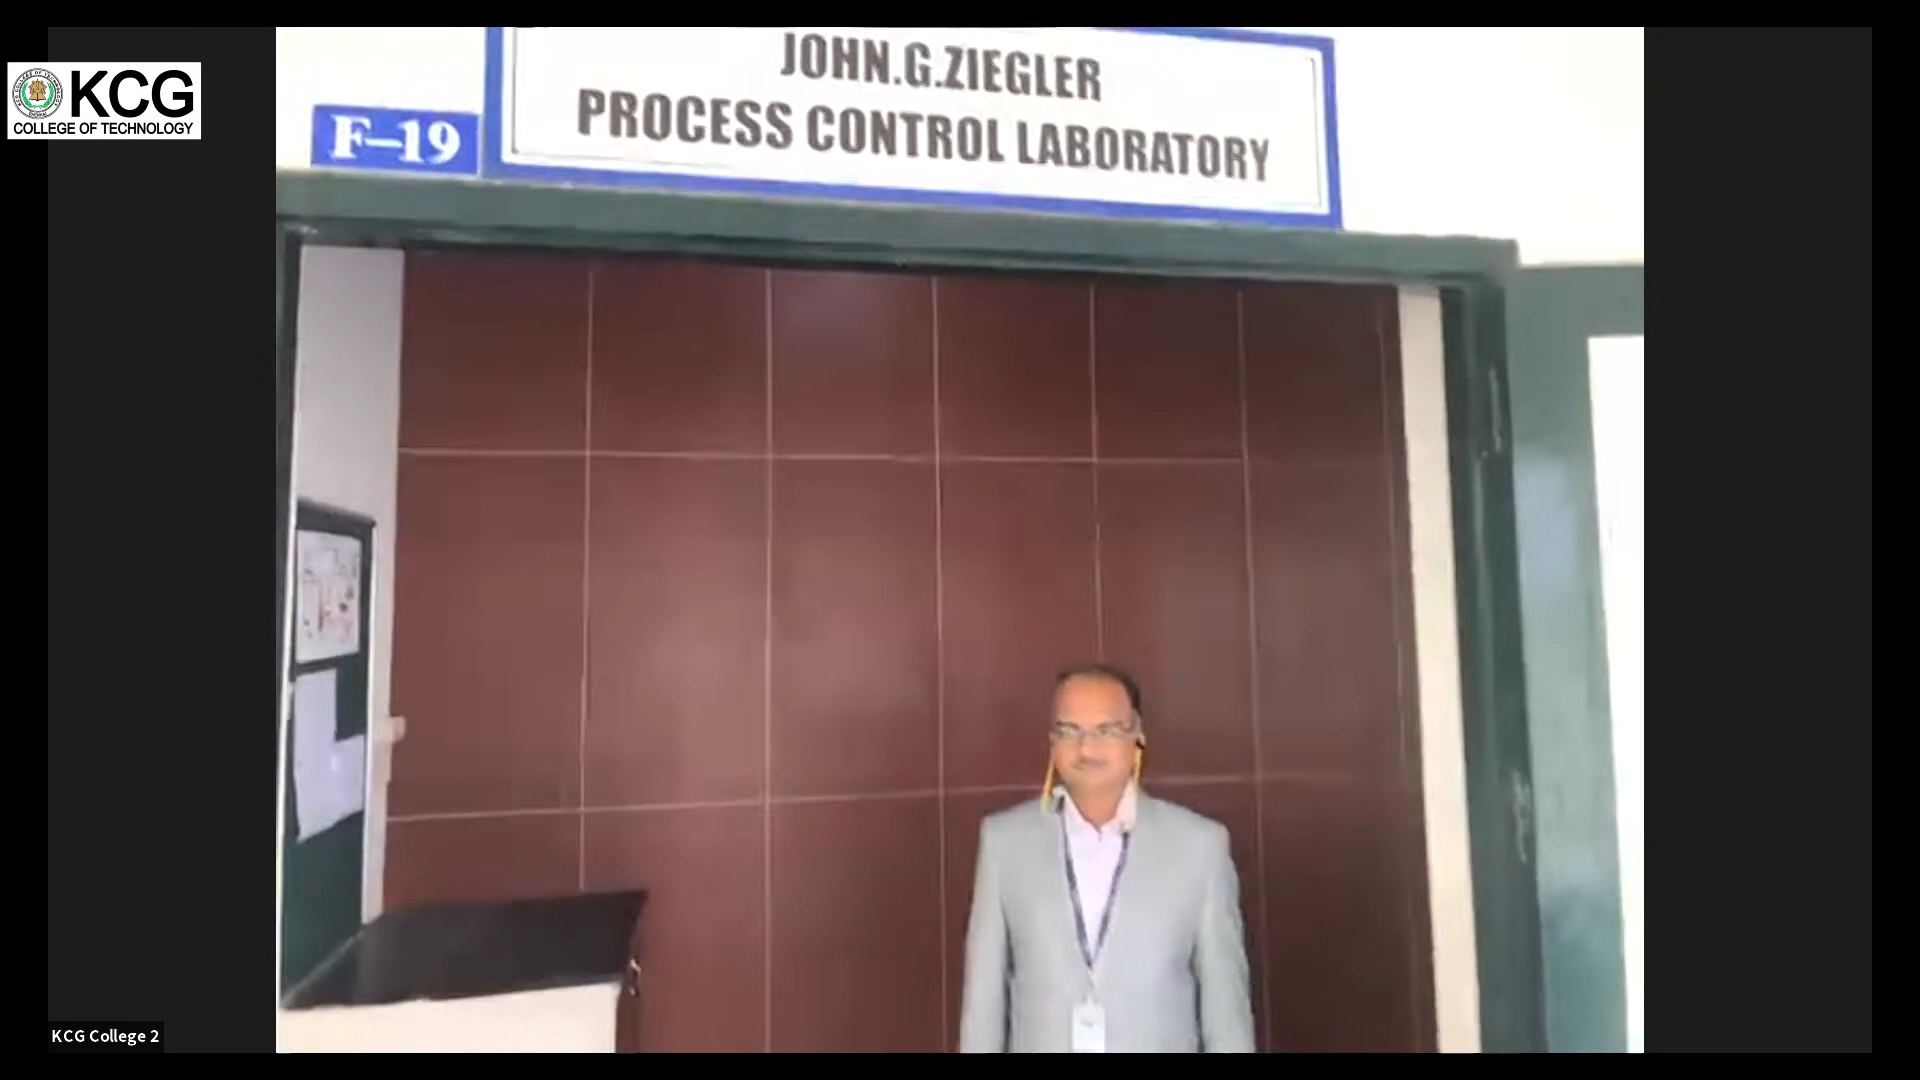 KCG
COLLEGE OF TECHNOLOGY
F-19
JOHN.G.ZIEGLER
PROCESS CONTROL LABORATORY
KCG College 2